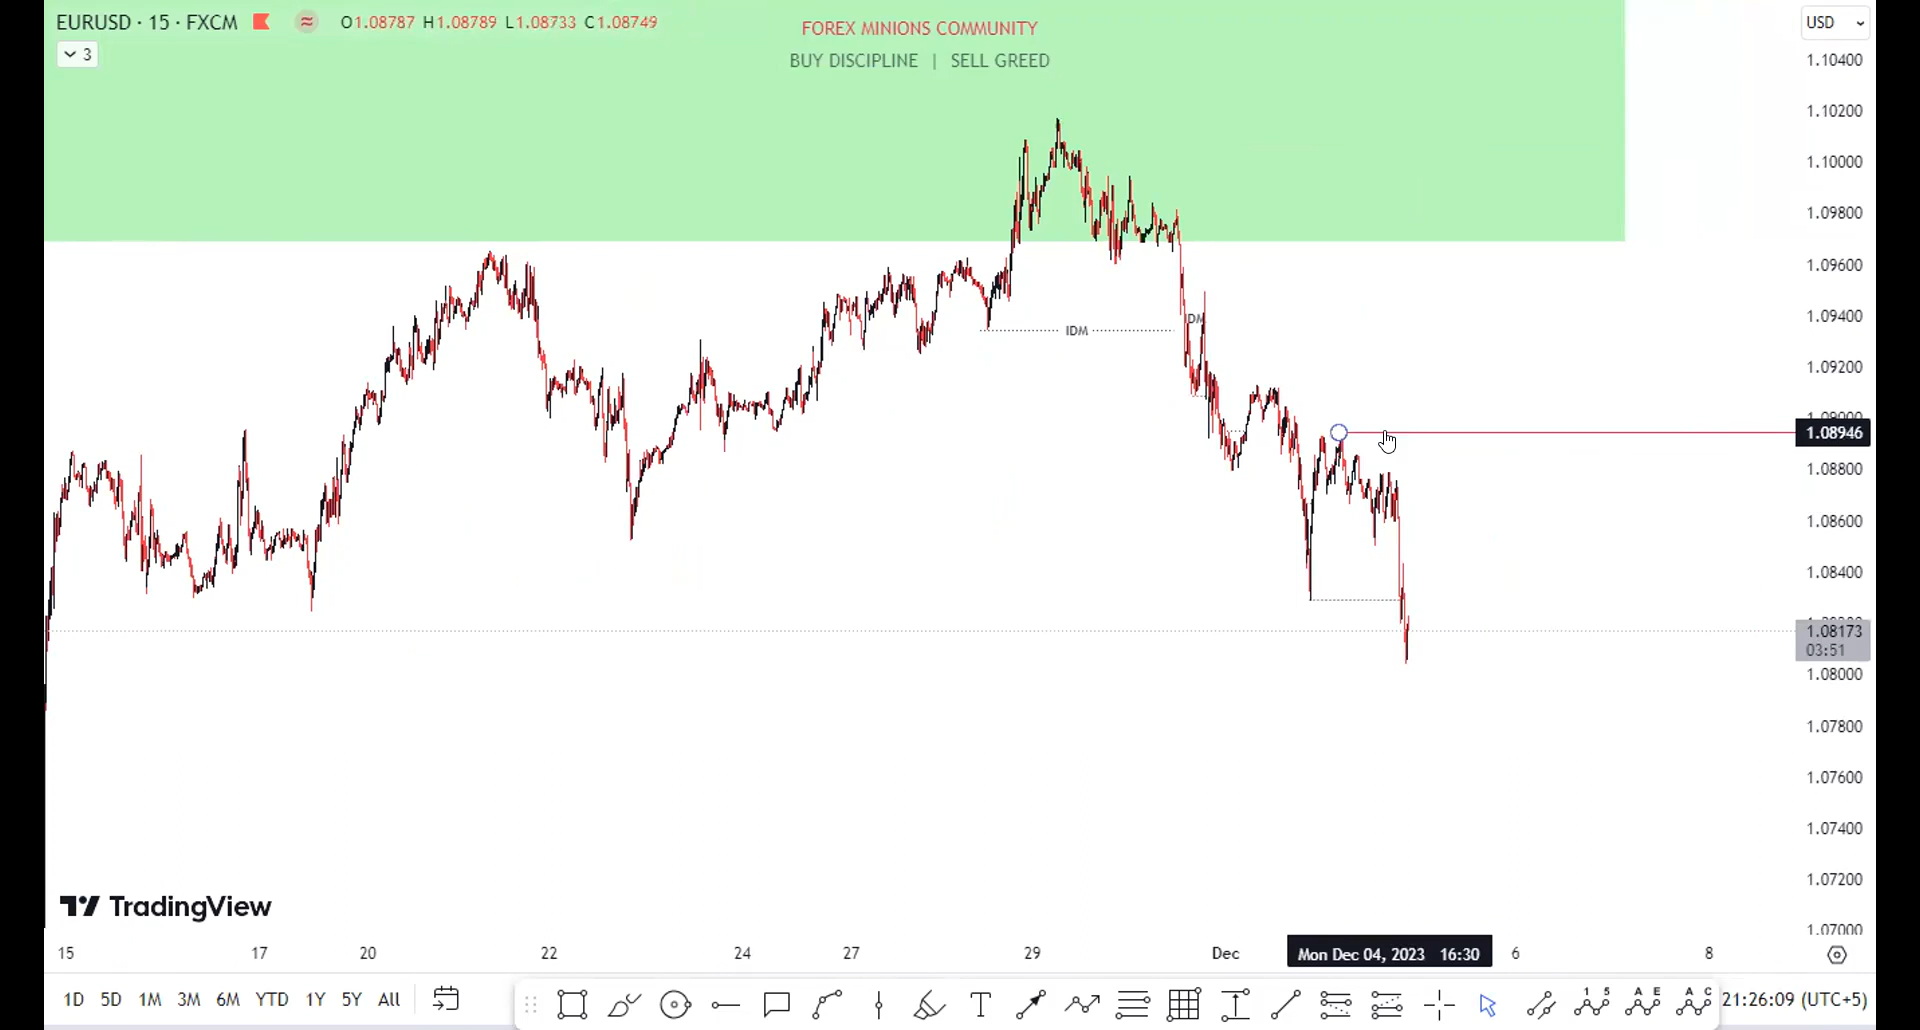 EURUSD · 15 · FXCM O1.08787 H1.08789 L1.08733 C1.08749
3
FOREX MINIONS COMMUNITY
BUY DISCIPLINE | SELL GREED
USD
1.10400
1.10200
1.10000
1.09800
1.09600
1.09400
1.09200
1.08946
1.08800
1.08600
1.08400
1.08173
03:51
1.08000
1.07800
1.07600
1.07400
1.07200
1.07000
IDM
IDM
TradingView
15 17 20 22 24 27 29 Dec Mon Dec 04, 2023 16:30 6 8
1D 5D 1M 3M 6M YTD 1Y 5Y All
T
1 5
A E
A C
21:26:09 (UTC+5)